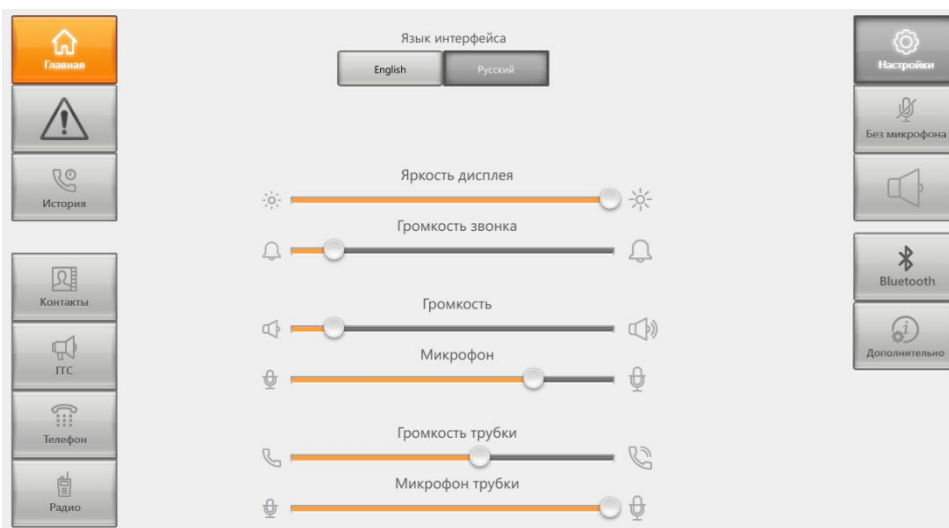 Главная
История
Контакты
ГГС
Телефон
Радио
Язык интерфейса
English
Русский
Яркость дисплея
Громкость звонка
Громкость
Микрофон
Громкость трубки
Микрофон трубки
Настройки
Без микрофона
Bluetooth
Дополнительно